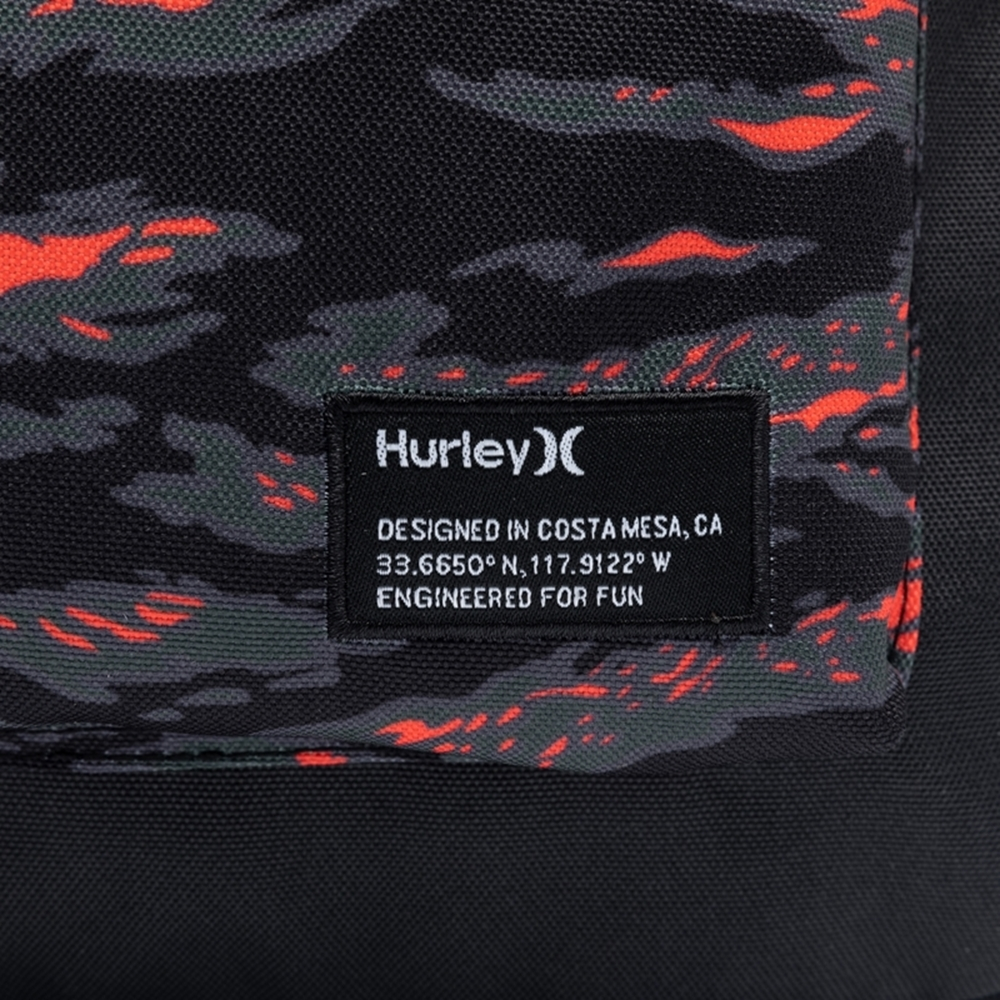 Hurley
DESIGNED IN COSTA MESA, CA
33.6650° N, 117.9122° W
ENGINEERED FOR FUN